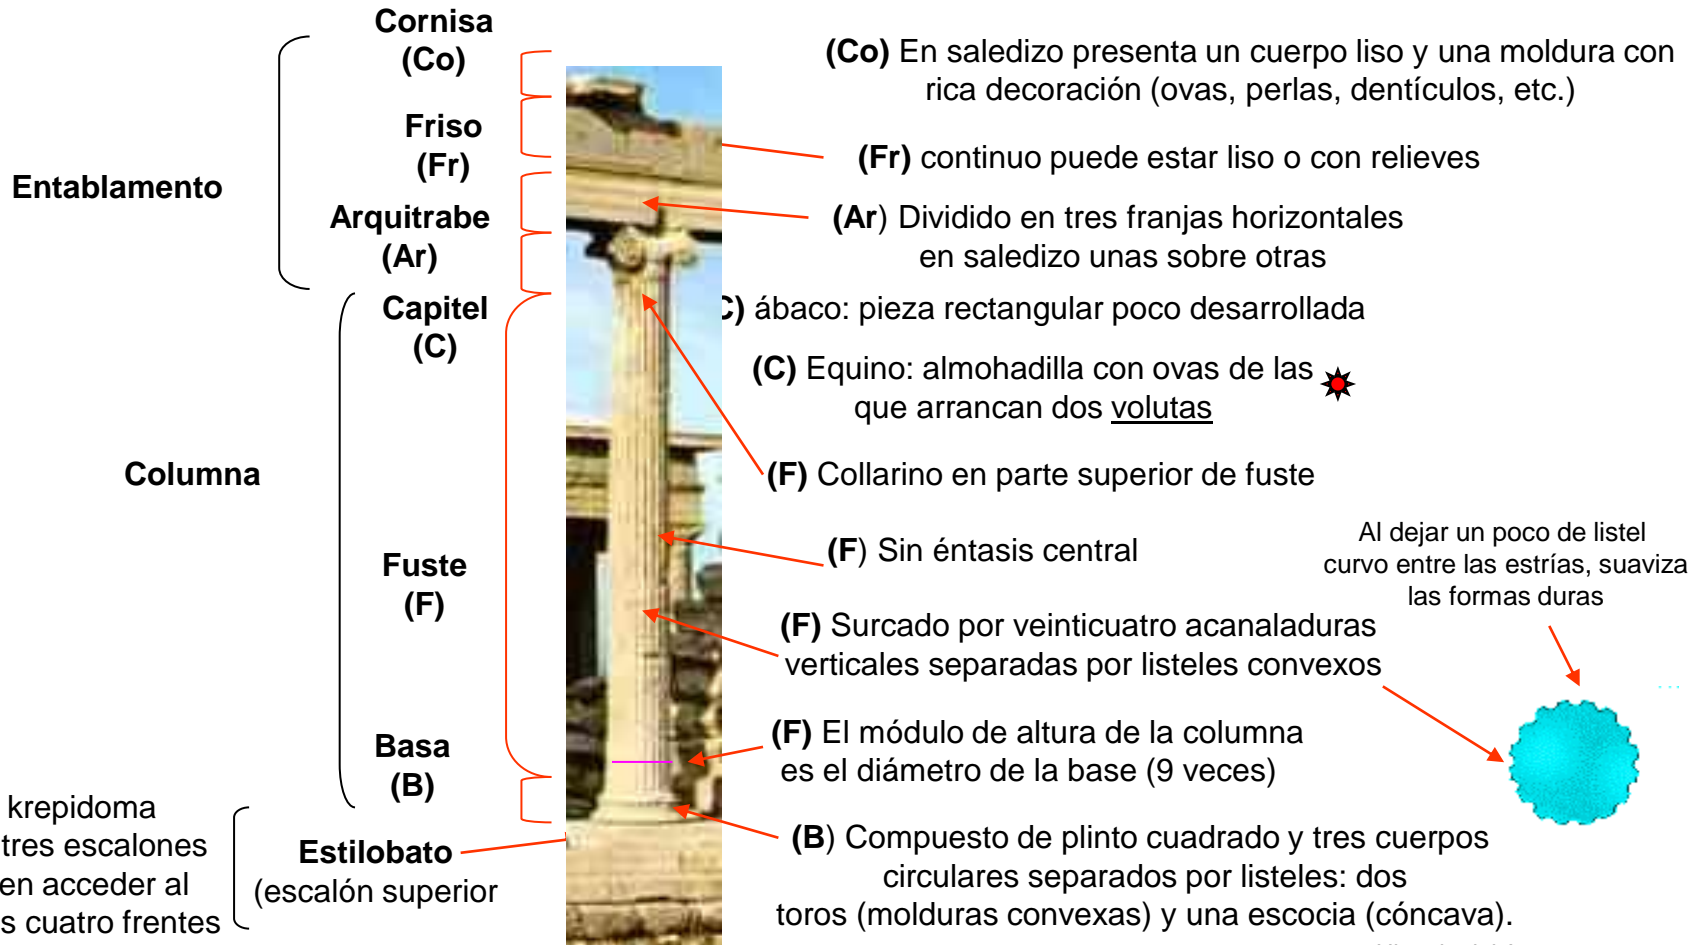 Cornisa
(Co)
Friso
(Fr)
Entablamento
Arquitrabe
(Ar)
Capitel
(C)
Columna
Fuste
(F)
Basa
(B)
krepidoma
tres escalones
en acceder al
s cuatro frentes
Estilobato
(escalón superior
(Co) En saledizo presenta un cuerpo liso y una moldura con
rica decoración (ovas, perlas, dentículos, etc.)
(Fr) continuo puede estar liso o con relieves
(Ar) Dividido en tres franjas horizontales
en saledizo unas sobre otras
C) ábaco: pieza rectangular poco desarrollada
(C) Equino: almohadilla con ovas de las
que arrancan dos volutas
(F) Collarino en parte superior de fuste
(F) Sin éntasis central
Al dejar un poco de listel
curvo entre las estrías, suaviza
las formas duras
(F) Surcado por veinticuatro acanaladuras
verticales separadas por listeles convexos
(F) El módulo de altura de la columna
es el diámetro de la base (9 veces)
(B) Compuesto de plinto cuadrado y tres cuerpos
circulares separados por listeles: dos
toros (molduras convexas) y una escocia (cóncava).